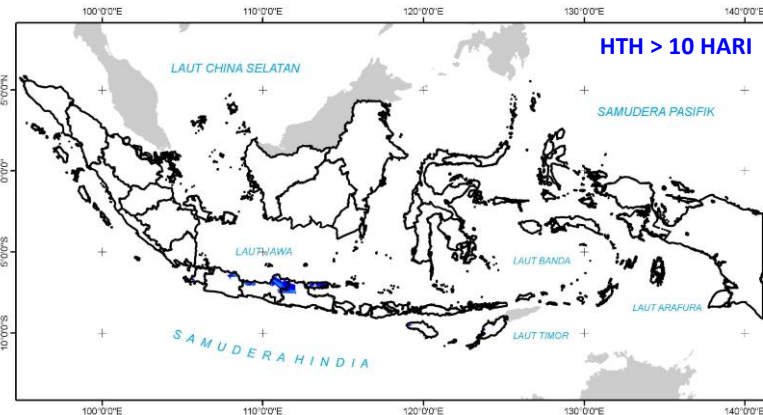 100°0'0"E 110°0'0"E 120°0'0"E 130°0'0"E 140°0'0"E
HTH > 10 HARI
LAUT CHINA SELATAN
5°0'0"N
SAMUDERA PASIFIK
0°0'0"
LAUT JAWA
5°0'0"S
LAUT BANDA
LAUT ARAFURA
10°0'0"S
LAUT TIMOR
SAMUDERA HINDIA
100°0'0"E 110°0'0"E 120°0'0"E 130°0'0"E 140°0'0"E